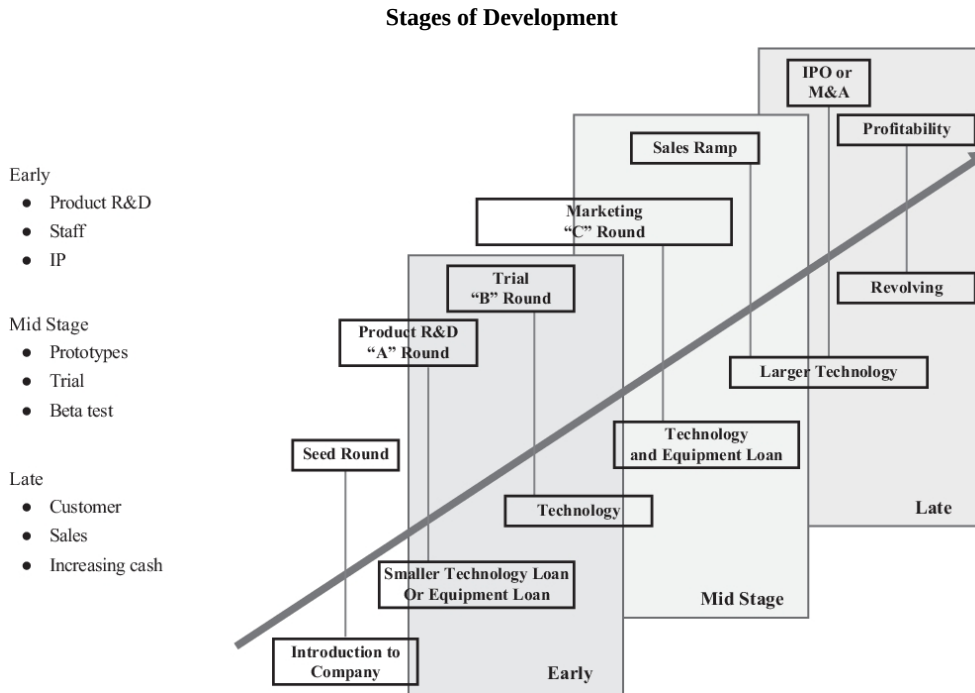 Stages of Development
Early
● Product R&D
● Staff
● IP
Mid Stage
● Prototypes
● Trial
● Beta test
Late
● Customer
● Sales
● Increasing cash
IPO or
M&A
Profitability
Sales Ramp
Marketing
“C” Round
Trial
“B” Round
Revolving
Product R&D
“A” Round
Larger Technology
Seed Round
Technology
and Equipment Loan
Technology
Late
Smaller Technology Loan
Or Equipment Loan
Mid Stage
Introduction to
Company
Early